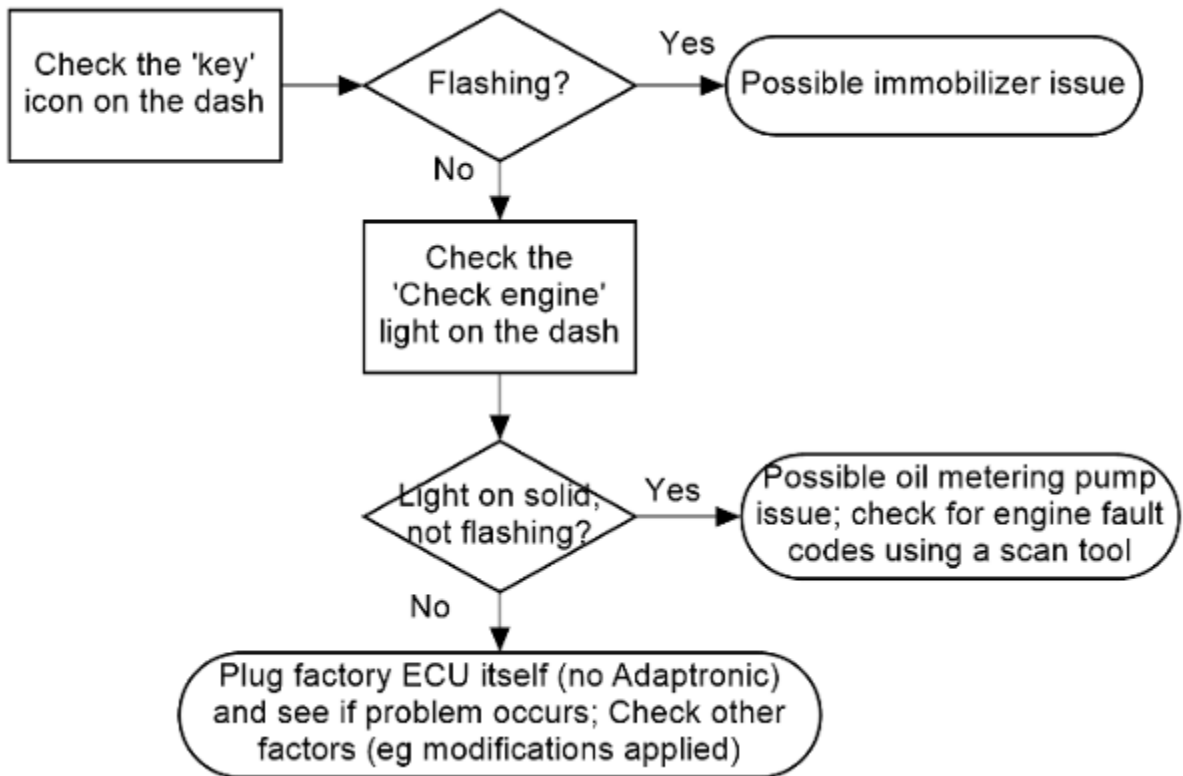 Check the 'key'
icon on the dash
Flashing?
Yes
Possible immobilizer issue
No
Check the
'Check engine'
light on the dash
Light on solid,
not flashing?
Yes
Possible oil metering pump
issue; check for engine fault
codes using a scan tool
No
Plug factory ECU itself (no Adaptronic)
and see if problem occurs; Check other
factors (eg modifications applied)